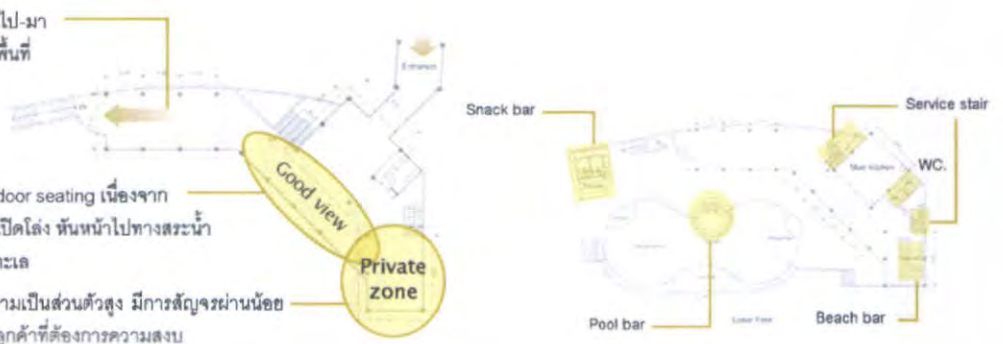 ไป-มา
พื้นที่
Entrance
Good view
door seating เนื่องจาก
เปิดโล่ง หันหน้าไปทางสระน้ำ
ทะเล
Private
zone
ามเป็นส่วนตัวสูง มีการสัญจรผ่านน้อย
ลูกค้าที่ต้องการความสงบ
Snack bar
Service stair
Main kitchen
WC.
Pool bar
Lower Floor
Beach bar